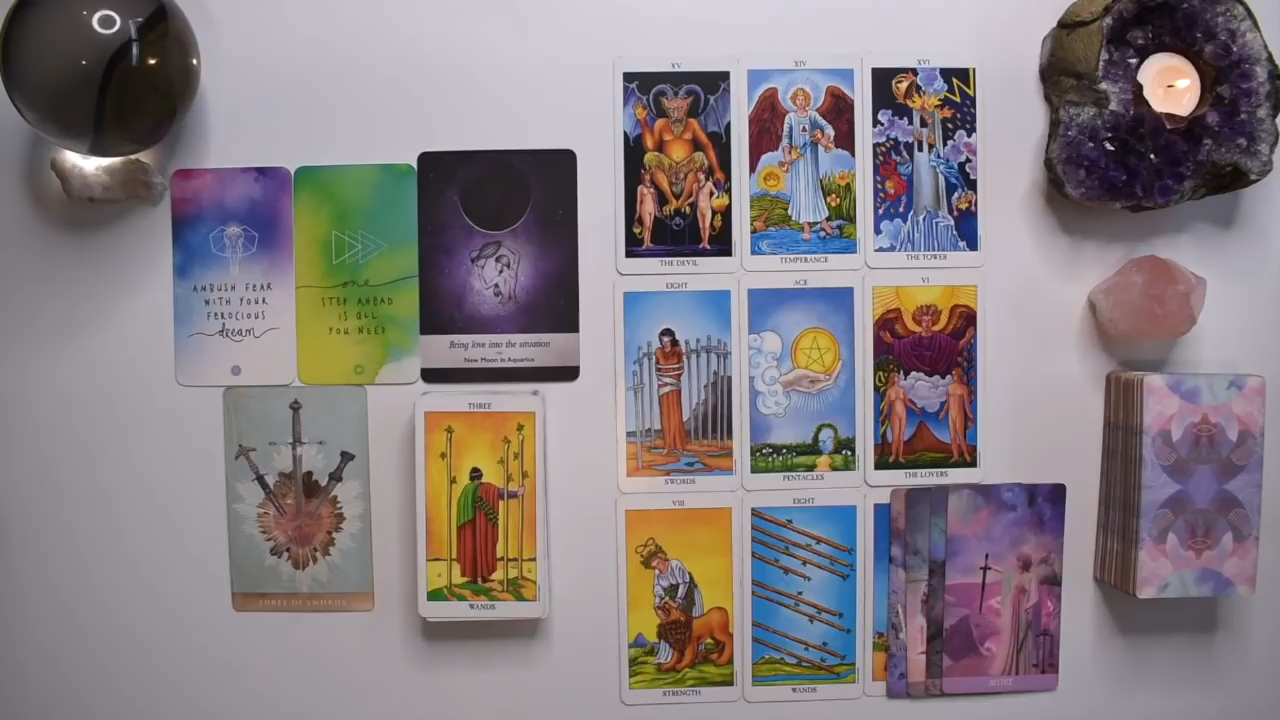 XV
THE DEVIL
XIV
TEMPERANCE
XVI
THE TOWER
AMBUSH FEAR
WITH YOUR
FEROCIOUS
dream
one
STEP AHEAD
IS ALL
YOU NEED
Bring love into the situation
New Moon in Aquarius
EIGHT
SWORDS
ACE
PENTACLES
VI
THE LOVERS
THREE OF SWORDS
THREE
WANDS
VIII
STRENGTH
EIGHT
WANDS
JUSTICE